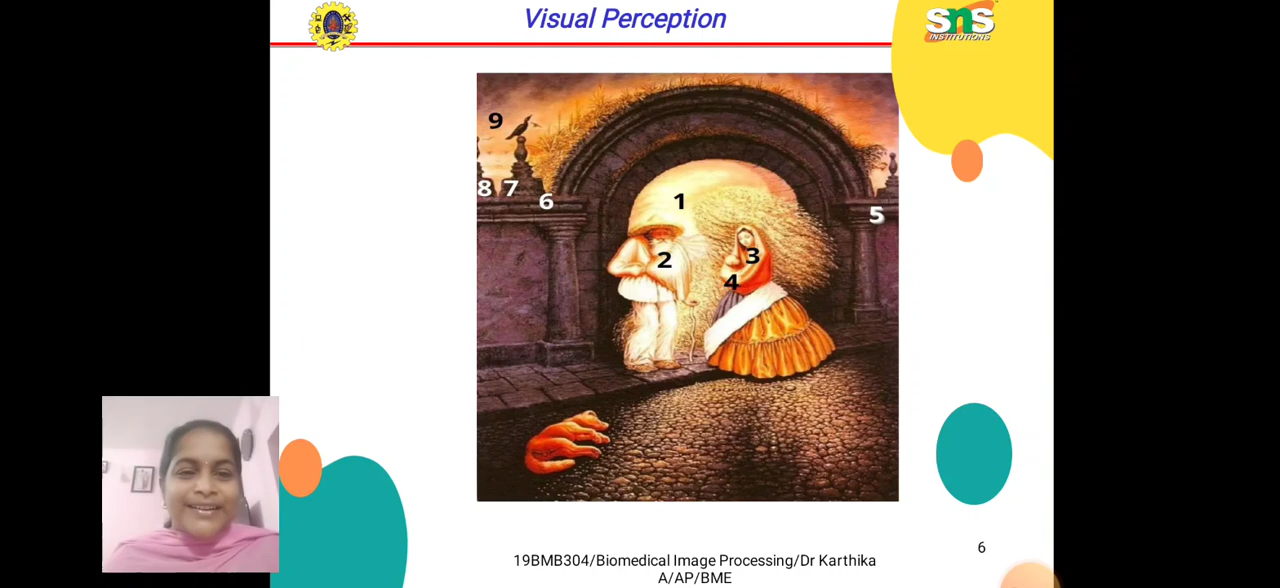 Visual Perception
sns
INSTITUTIONS
9
8 7 6
1
5
2
3
4
6
19BMB304/Biomedical Image Processing/Dr Karthika
A/AP/BME